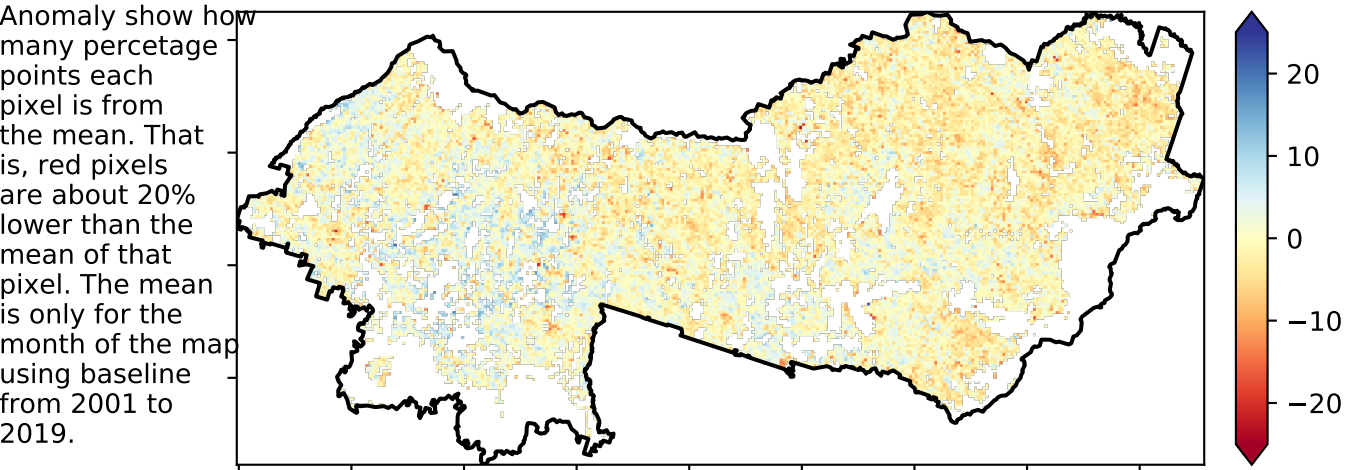 Anomaly show how
many percetage
points each
pixel is from
the mean. That
is, red pixels
are about 20%
lower than the
mean of that
pixel. The mean
is only for the
month of the map
using baseline
from 2001 to
2019.
20
10
0
−10
−20